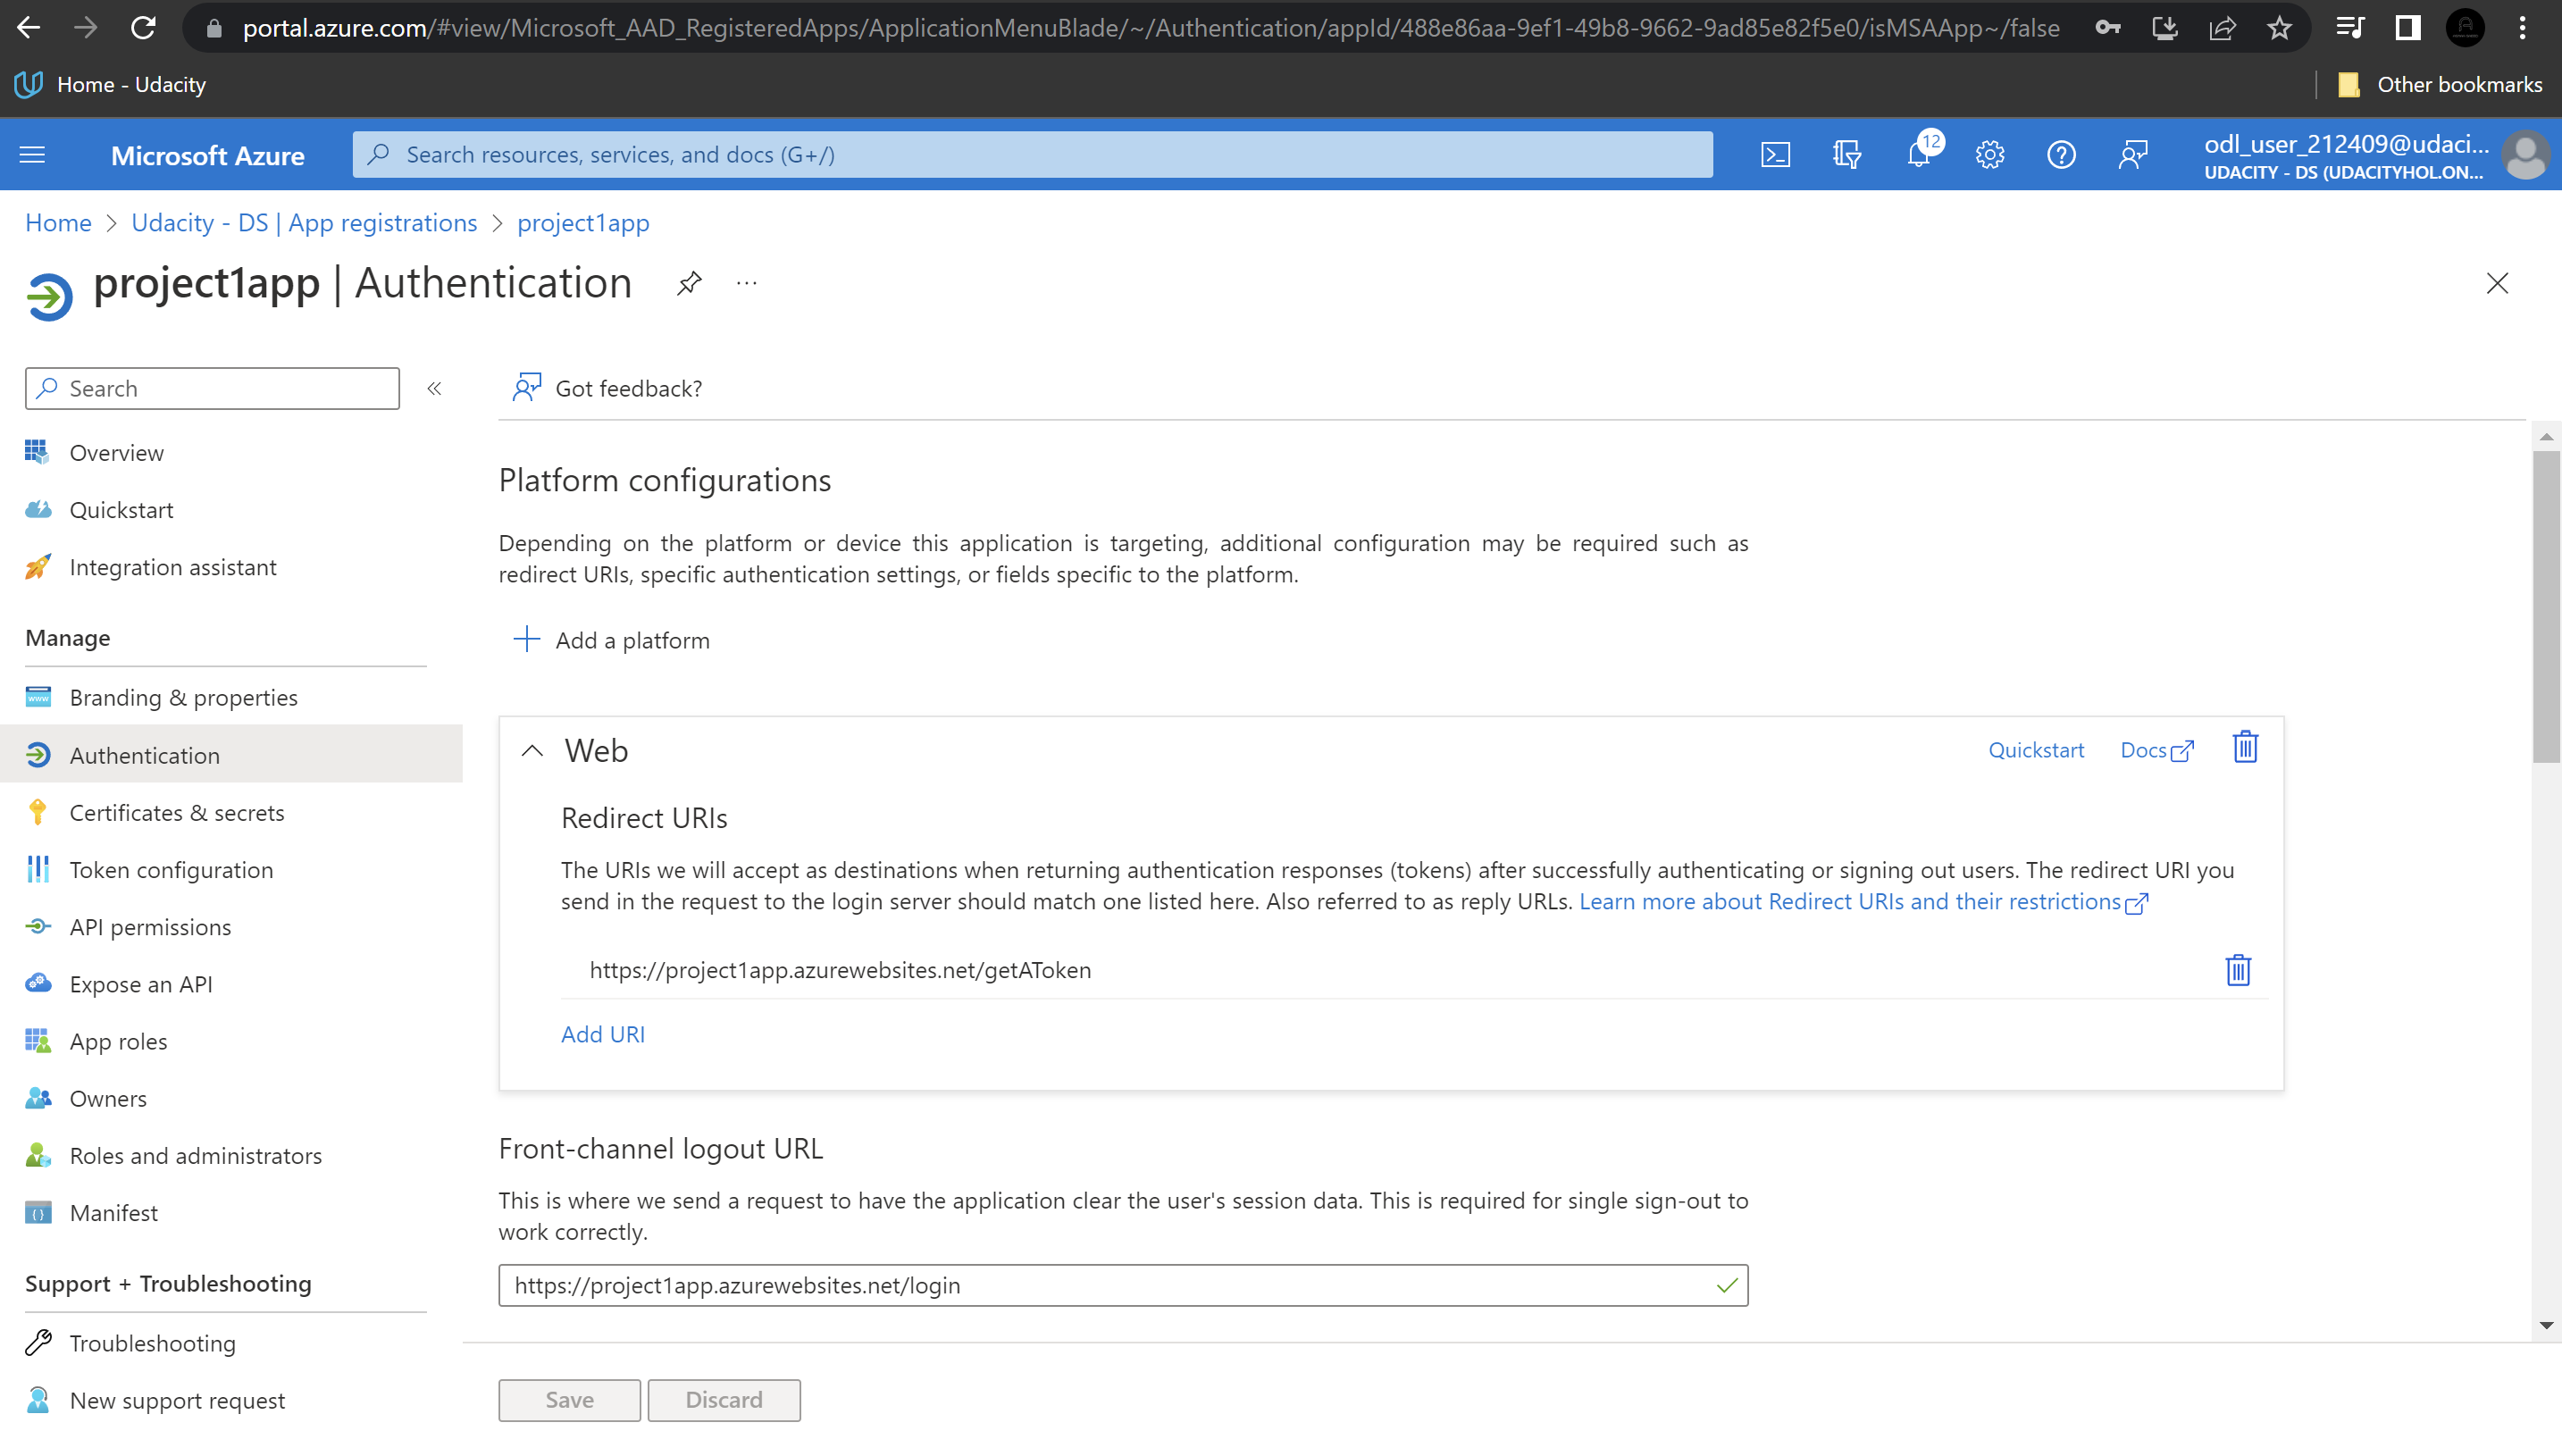 portal.azure.com/#view/Microsoft_AAD_RegisteredApps/ApplicationMenuBlade/~/Authentication/appId/488e86aa-9ef1-49b8-9662-9ad85e82f5e0/isMSAApp~/false
Home - Udacity
Other bookmarks
Microsoft Azure
Search resources, services, and docs (G+/)
12
odl_user_212409@udaci...
UDACITY - DS (UDACITYHOL.ON...
Home > Udacity - DS | App registrations > project1app
project1app | Authentication
Search
Overview
Quickstart
Integration assistant
Manage
Branding & properties
Authentication
Certificates & secrets
Token configuration
API permissions
Expose an API
App roles
Owners
Roles and administrators
Manifest
Support + Troubleshooting
Troubleshooting
New support request
Got feedback?
Platform configurations
Depending on the platform or device this application is targeting, additional configuration may be required such as
redirect URIs, specific authentication settings, or fields specific to the platform.
Add a platform
Web
Quickstart
Docs
Redirect URIs
The URIs we will accept as destinations when returning authentication responses (tokens) after successfully authenticating or signing out users. The redirect URI you
send in the request to the login server should match one listed here. Also referred to as reply URLs. Learn more about Redirect URIs and their restrictions
https://project1app.azurewebsites.net/getAToken
Add URI
Front-channel logout URL
This is where we send a request to have the application clear the user's session data. This is required for single sign-out to
work correctly.
https://project1app.azurewebsites.net/login
Save
Discard